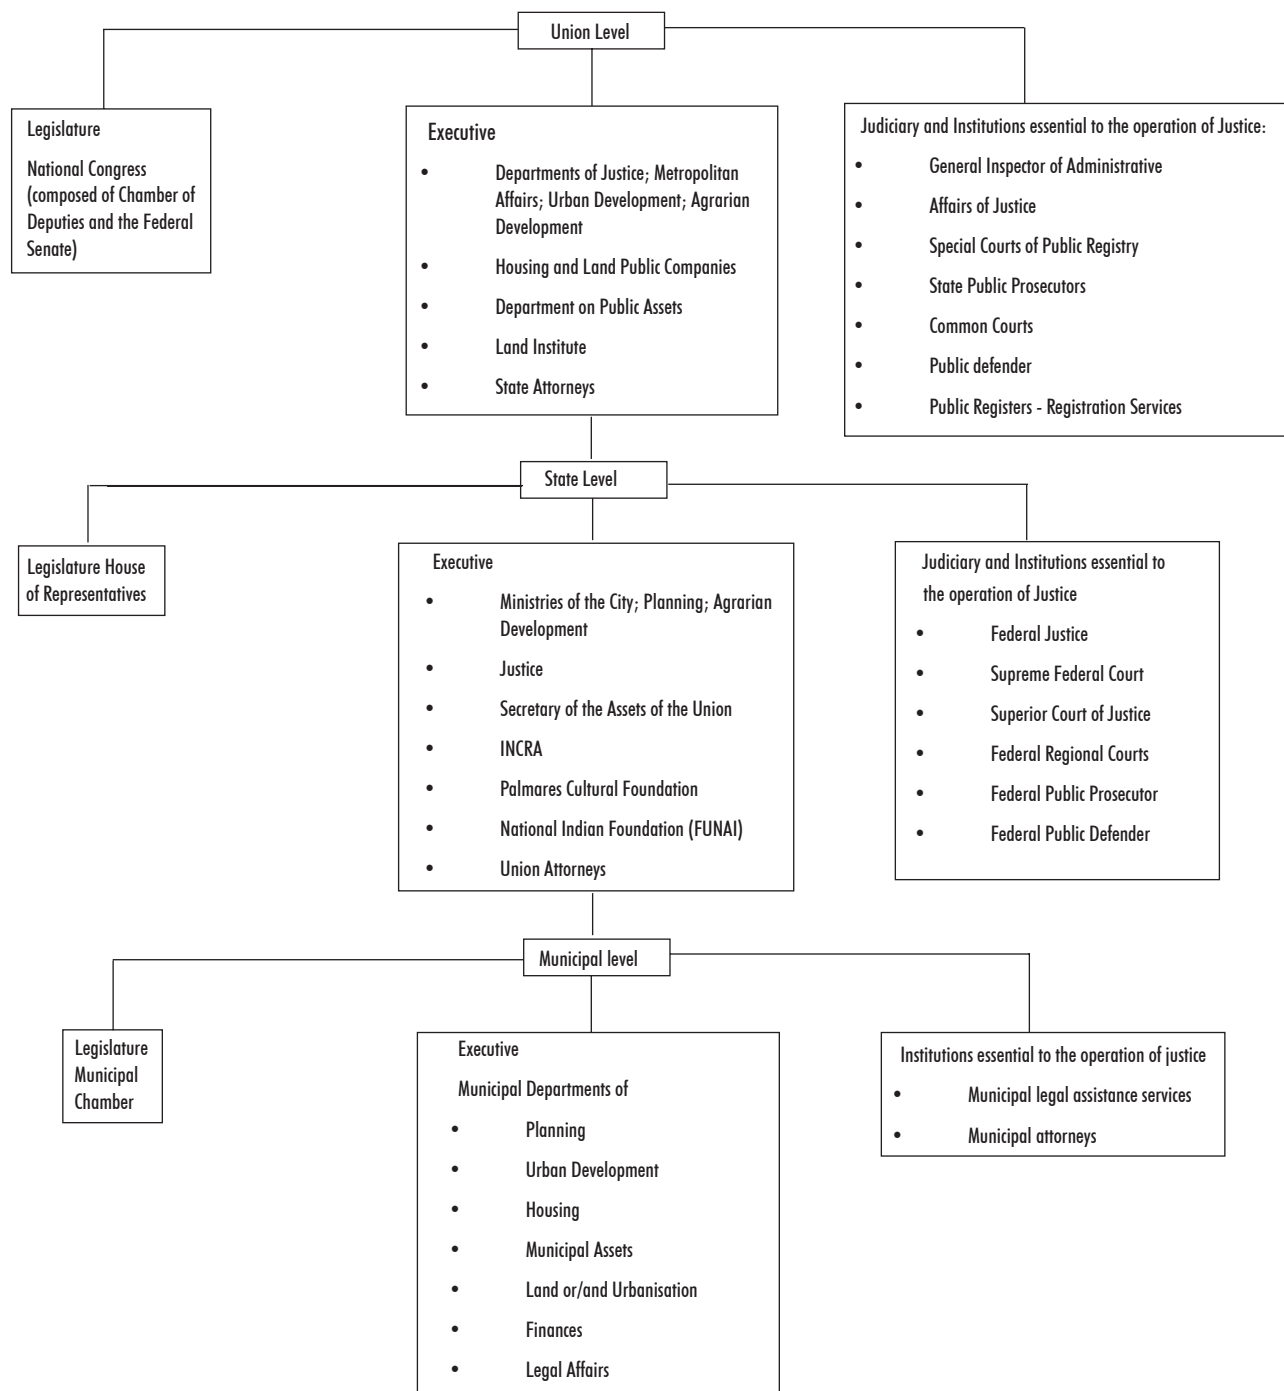 Union Level
Legislature
National Congress
(composed of Chamber of
Deputies and the Federal
Senate)
Executive
• Departments of Justice; Metropolitan
Affairs; Urban Development; Agrarian
Development
• Housing and Land Public Companies
• Department on Public Assets
• Land Institute
• State Attorneys
Judiciary and Institutions essential to the operation of Justice:
• General Inspector of Administrative
• Affairs of Justice
• Special Courts of Public Registry
• State Public Prosecutors
• Common Courts
• Public defender
• Public Registers - Registration Services
State Level
Legislature House
of Representatives
Executive
• Ministries of the City; Planning; Agrarian
Development
• Justice
• Secretary of the Assets of the Union
• INCRA
• Palmares Cultural Foundation
• National Indian Foundation (FUNAI)
• Union Attorneys
Judiciary and Institutions essential to
the operation of Justice
• Federal Justice
• Supreme Federal Court
• Superior Court of Justice
• Federal Regional Courts
• Federal Public Prosecutor
• Federal Public Defender
Municipal level
Legislature
Municipal
Chamber
Executive
Municipal Departments of
• Planning
• Urban Development
• Housing
• Municipal Assets
• Land or/and Urbanisation
• Finances
• Legal Affairs
Institutions essential to the operation of justice
• Municipal legal assistance services
• Municipal attorneys